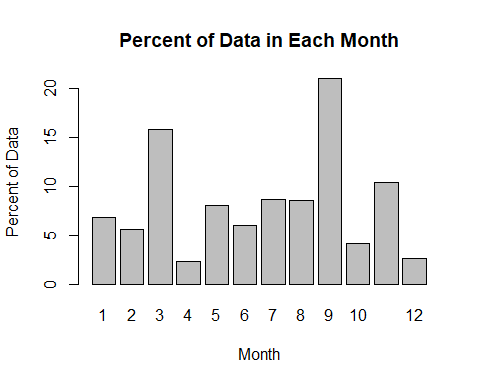 Percent of Data in Each Month
Percent of Data
20
15
10
5
0
1 2 3 4 5 6 7 8 9 10 12
Month